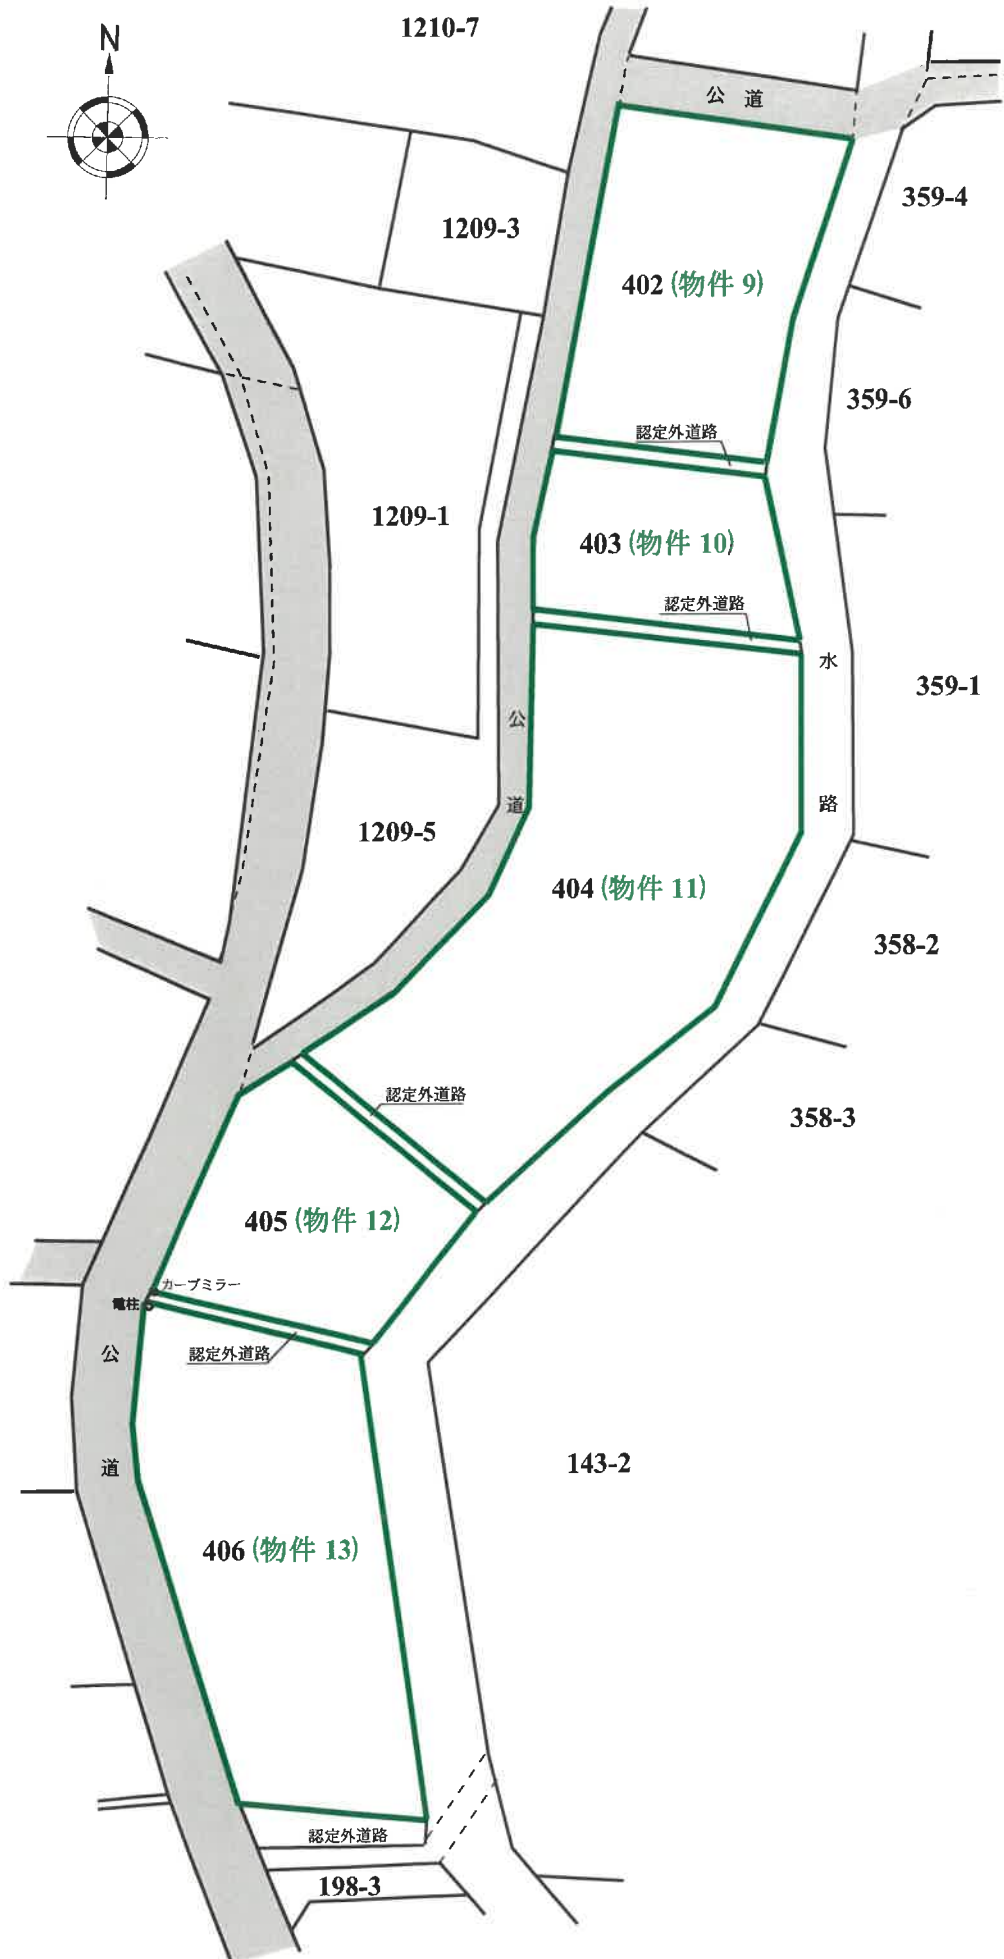 1210-7
N
公道
359-4
1209-3
402 (物件 9)
359-6
認定外道路
1209-1
403 (物件 10)
認定外道路
水路
359-1
公道
1209-5
404 (物件 11)
358-2
認定外道路
358-3
405 (物件 12)
カーブミラー
電柱
認定外道路
公道
143-2
406 (物件 13)
認定外道路
198-3